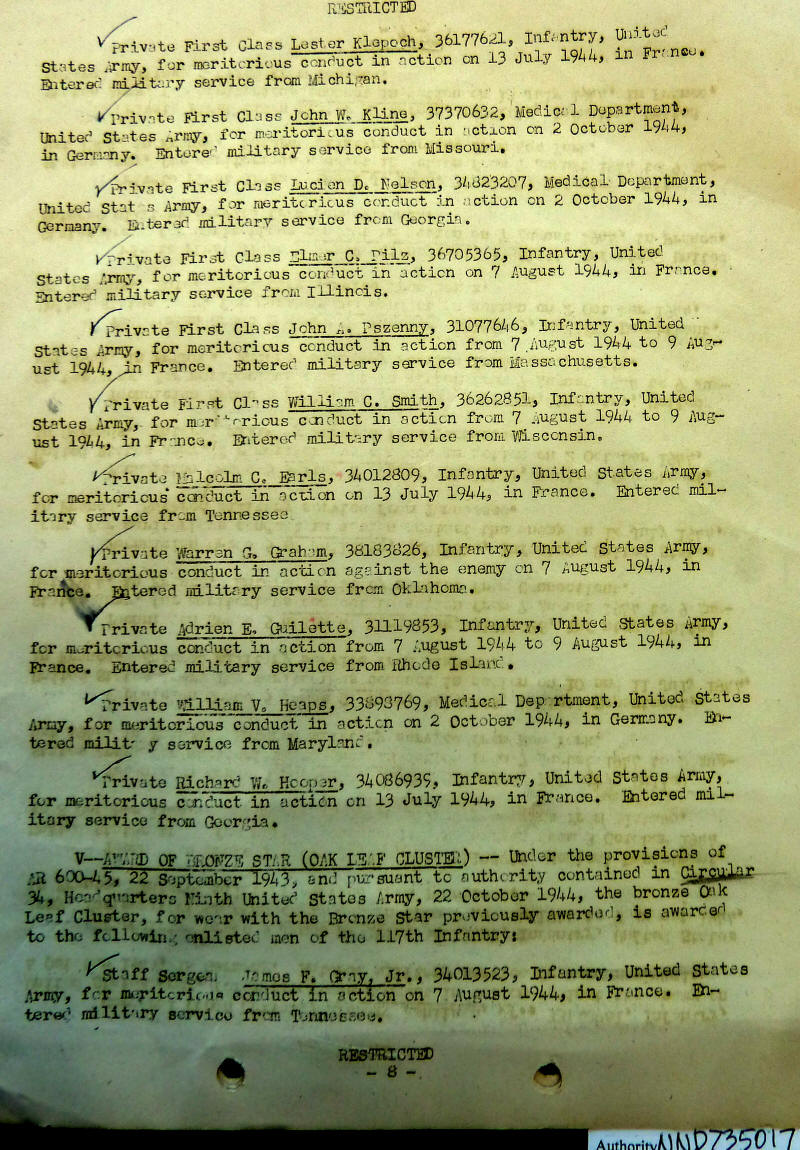 RESTRICTED
Private First Class Lester Klepoch, 36177621, Infantry, United
States Army, for meritorious conduct in action on 13 July 1944, in France.
Entered military service from Michigan.
Private First Class John W. Kline, 37370632, Medical Department,
United States Army, for meritorious conduct in action on 2 October 1944,
in Germany. Entered military service from Missouri.
Private First Class Lucien D. Nelson, 34823207, Medical Department,
United States Army, for meritorious conduct in action on 2 October 1944, in
Germany. Entered military service from Georgia.
Private First Class Elmer C. Pilz, 36705365, Infantry, United
States Army, for meritorious conduct in action on 7 August 1944, in France.
Entered military service from Illinois.
Private First Class John A. Pszenny, 31077646, Infantry, United
States Army, for meritorious conduct in action from 7 August 1944 to 9 Aug-
ust 1944, in France. Entered military service from Massachusetts.
Private First Class William C. Smith, 36262851, Infantry, United
States Army, for meritorious conduct in action from 7 August 1944 to 9 Aug-
ust 1944, in France. Entered military service from Wisconsin.
Private Malcolm C. Earls, 34012809, Infantry, United States Army,
for meritorious conduct in action on 13 July 1944, in France. Entered mil-
itary service from Tennessee
Private Warren G. Graham, 38183826, Infantry, United States Army,
for meritorious conduct in action against the enemy on 7 August 1944, in
France. Entered military service from Oklahoma.
Private Adrien E. Guilette, 31119853, Infantry, United States Army,
for meritorious conduct in action from 7 August 1944 to 9 August 1944, in
France. Entered military service from Rhode Island.
Private William V. Heaps, 33893769, Medical Department, United States
Army, for meritorious conduct in action on 2 October 1944, in Germany. En-
tered military service from Maryland.
Private Richard W. Hooper, 34086939, Infantry, United States Army,
for meritorious conduct in action on 13 July 1944, in France. Entered mil-
itary service from Georgia.
V--AWARD OF BRONZE STAR (OAK LEAF CLUSTER) -- Under the provisions of
AR 600-45, 22 September 1943, and pursuant to authority contained in Circular
34, Headquarters Ninth United States Army, 22 October 1944, the bronze Oak
Leaf Cluster, for wear with the Bronze Star previously awarded, is awarded
to the following enlisted men of the 117th Infantry:
Staff Sergeant James F. Gray, Jr., 34013523, Infantry, United States
Army, for meritorious conduct in action on 7 August 1944, in France. En-
tered military service from Tennessee.
RESTRICTED
- 8 -
Authority NND735017